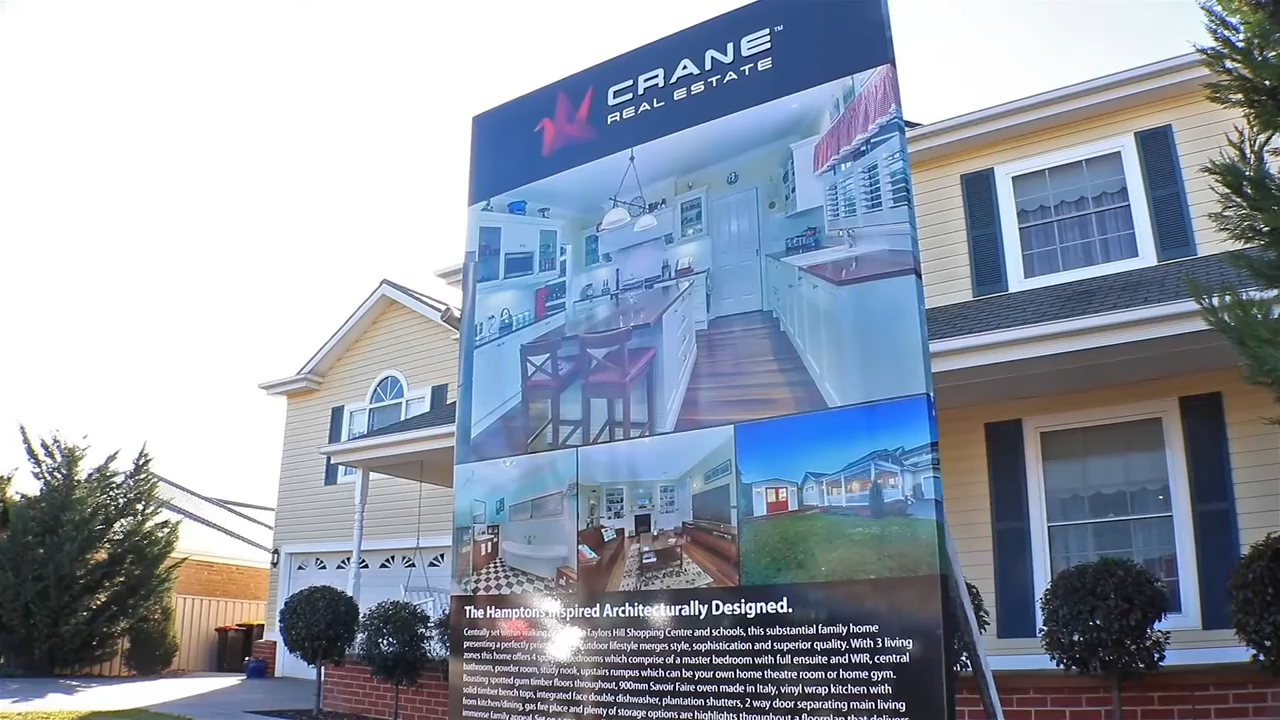 CRANE™
REAL ESTATE
The Hamptons Inspired Architecturally Designed.
Centrally set within walking Taylors Hill Shopping Centre and schools, this substantial family home
presenting a perfectly outdoor lifestyle merges style, sophistication and superior quality. With 3 living
zones this home offers 4 bedrooms which comprise of a master bedroom with full ensuite and WIR, central
bathroom, powder room, study nook, upstairs rumpus which can be your own home theatre room or home gym.
Boasting spotted gum timber floors throughout, 900mm Savoir Faire oven made in Italy, vinyl wrap kitchen with
solid timber bench tops, integrated face double dishwasher, plantation shutters, 2 way door separating main living
from kitchen/dining, gas fire place and plenty of storage options are highlights throughout a floorplan that delivers
immense family appeal. Set on a